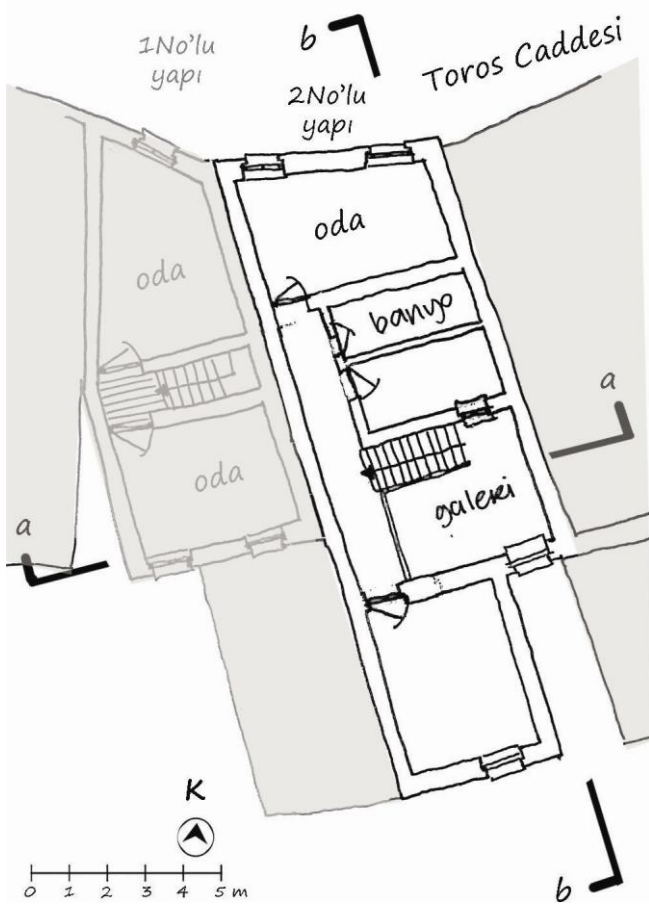 b
1No'lu
yapı
2No'lu
yapı
Toros Caddesi
oda
oda
banyo
a
oda
galeri
a
K
0 1 2 3 4 5 m
b